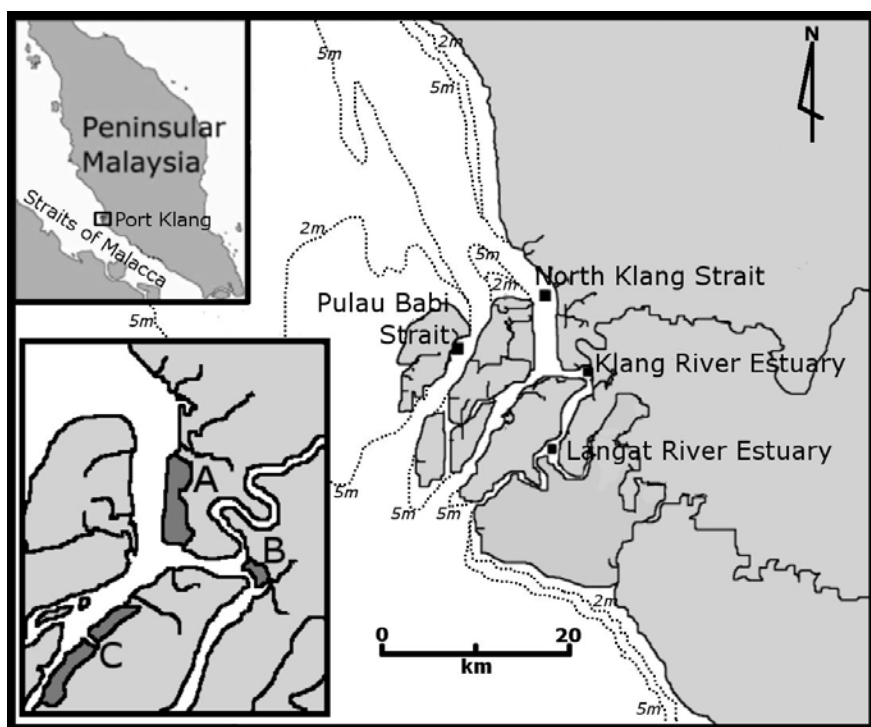 Peninsular
Malaysia
Port Klang
Straits of Malacca
5m
2m
5m
N
2m
5m
5m
2m
North Klang Strait
Pulau Babi
Strait
Klang River Estuary
Langat River Estuary
5m
5m
5m
A
B
C
0
20
km
2m
5m